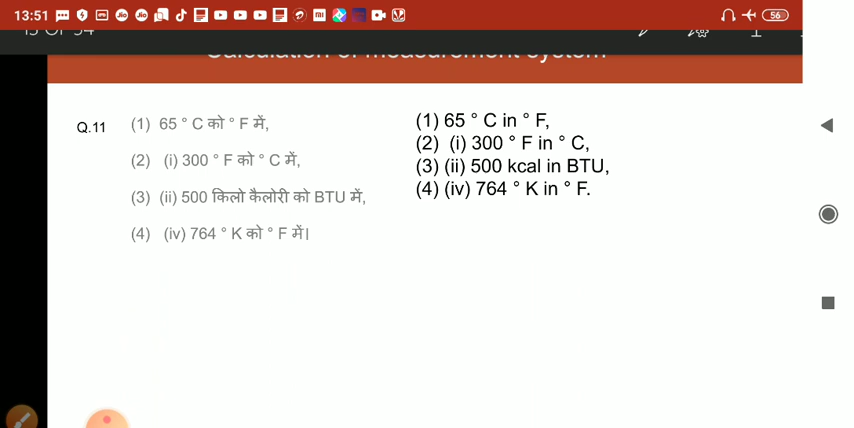 13:51
56
Q.11
(1) 65 ° C को ° F में,
(2) (i) 300 ° F को ° C में,
(3) (ii) 500 किलो कैलोरी को BTU में,
(4) (iv) 764 ° K को ° F में।
(1) 65 ° C in ° F,
(2) (i) 300 ° F in ° C,
(3) (ii) 500 kcal in BTU,
(4) (iv) 764 ° K in ° F.